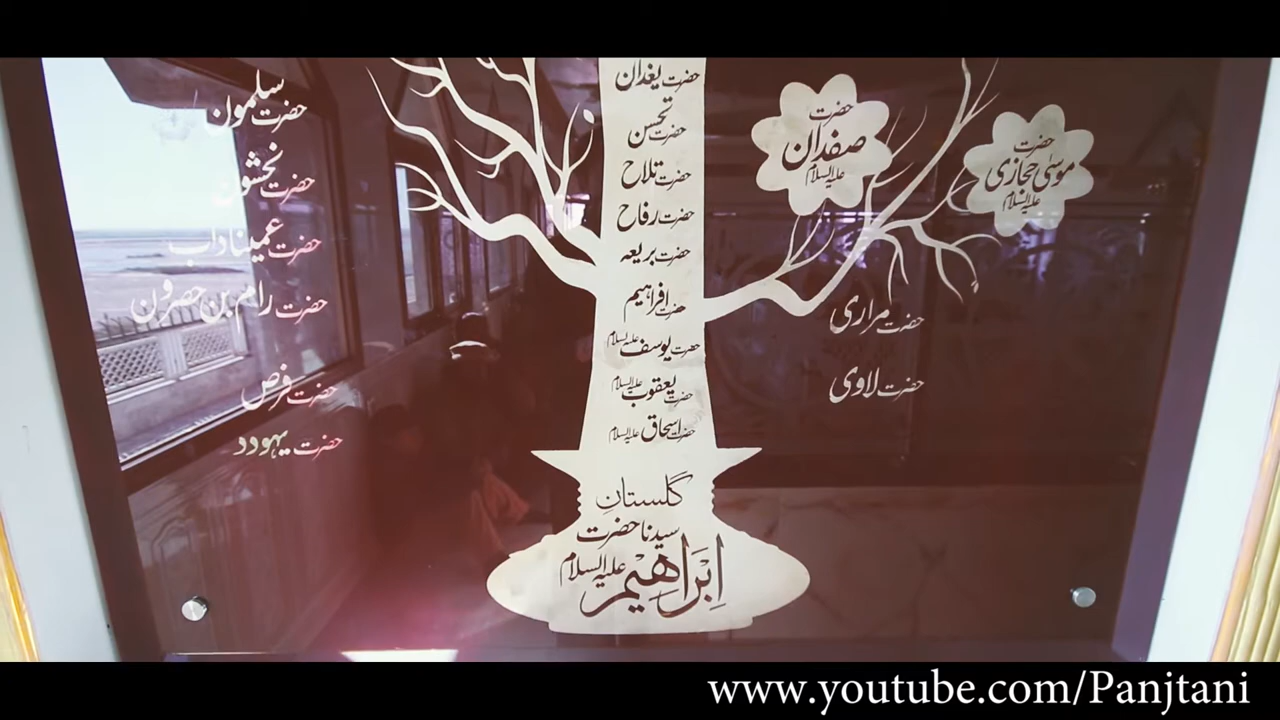 حضرت سلیمون
حضرت نحشون
حضرت عمیناداب
حضرت رام بن حصرون
حضرت فرص
حضرت یہودد
حضرت یغدان
حضرت تحسن
حضرت تلاح
حضرت رفاح
حضرت بریعہ
حضرت افراہیم
حضرت یوسف علیہ السلام
حضرت یعقوب علیہ السلام
حضرت اسحاق علیہ السلام
گلستانِ
سیدنا حضرت
اِبْرَاهِيْمِ علیہ السلام
حضرت
صفدان
علیہ السلام
حضرت
موسیٰ حجازی
علیہ السلام
حضرت مراری
حضرت لاوی
www.youtube.com/Panjtani